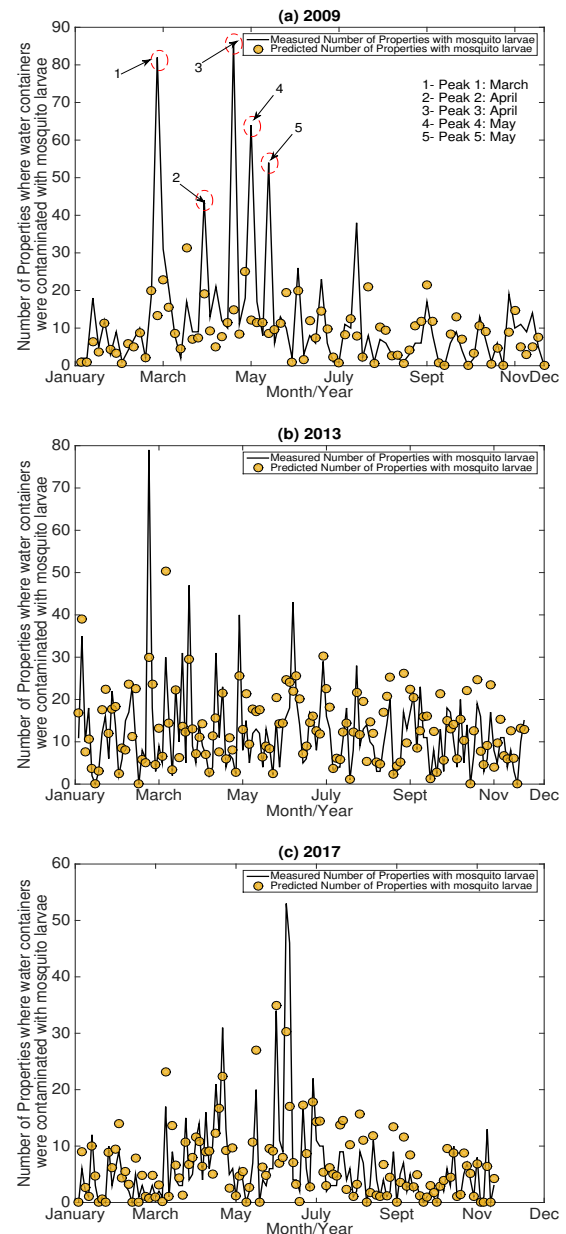 (a) 2009
Number of Properties where water containers
were contaminated with mosquito larvae
90
80
70
60
50
40
30
20
10
0
Measured Number of Properties with mosquito larvae
Predicted Number of Properties with mosquito larvae
1- Peak 1: March
2- Peak 2: April
3- Peak 3: April
4- Peak 4: May
5- Peak 5: May
1
2
3
4
5
January March May July Sept Nov Dec
Month/Year
(b) 2013
Number of Properties where water containers
were contaminated with mosquito larvae
80
70
60
50
40
30
20
10
0
Measured Number of Properties with mosquito larvae
Predicted Number of Properties with mosquito larvae
January March May July Sept Nov Dec
Month/Year
(c) 2017
Number of Properties where water containers
were contaminated with mosquito larvae
60
50
40
30
20
10
0
Measured Number of Properties with mosquito larvae
Predicted Number of Properties with mosquito larvae
January March May July Sept Nov Dec
Month/Year